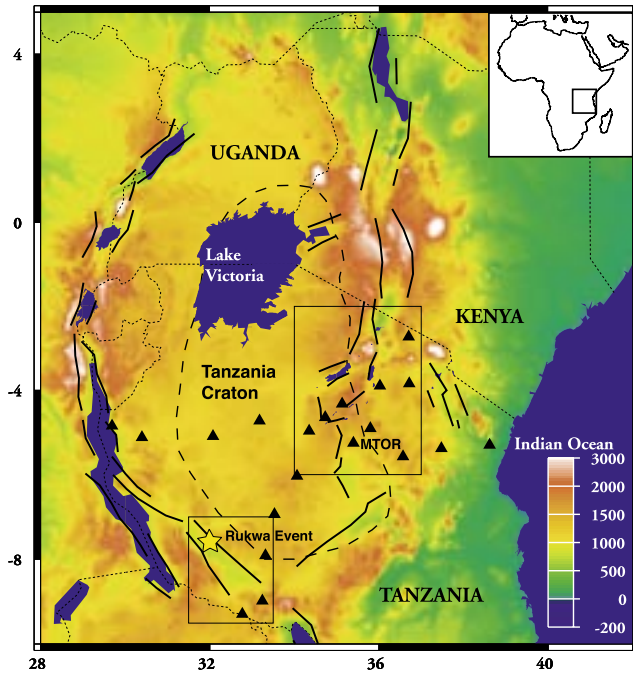 4
UGANDA
0
Lake
Victoria
KENYA
-4
Tanzania
Craton
MTOR
Indian Ocean
3000
2000
1000
500
0
-200
Rukwa Event
-8
TANZANIA
28
32
36
40